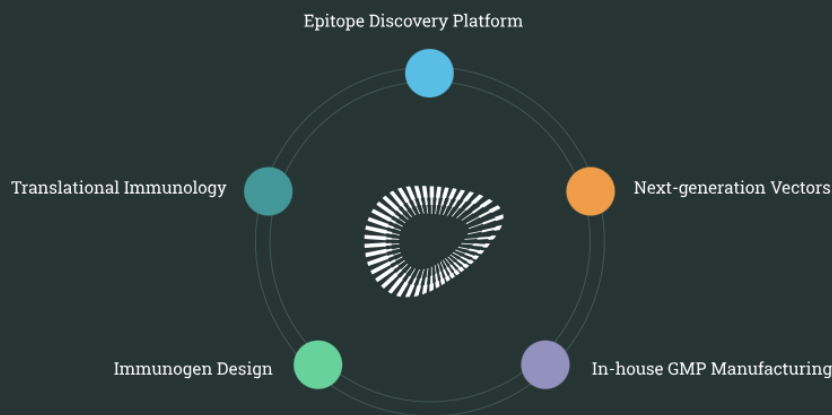 Epitope Discovery Platform
Translational Immunology
Next-generation Vectors
Immunogen Design
In-house GMP Manufacturing